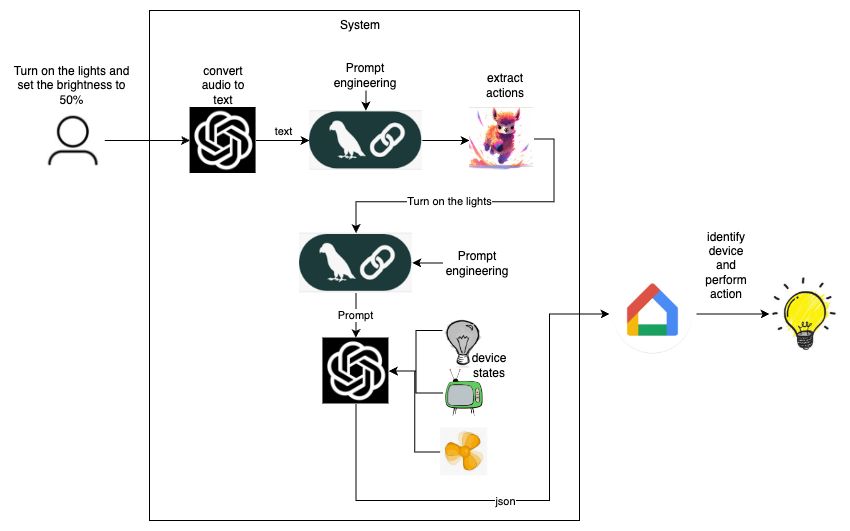 System
Turn on the lights and
set the brightness to
50%
convert
audio to
text
Prompt
engineering
extract
actions
text
Turn on the lights
Prompt
engineering
Prompt
device
states
json
identify
device
and
perform
action